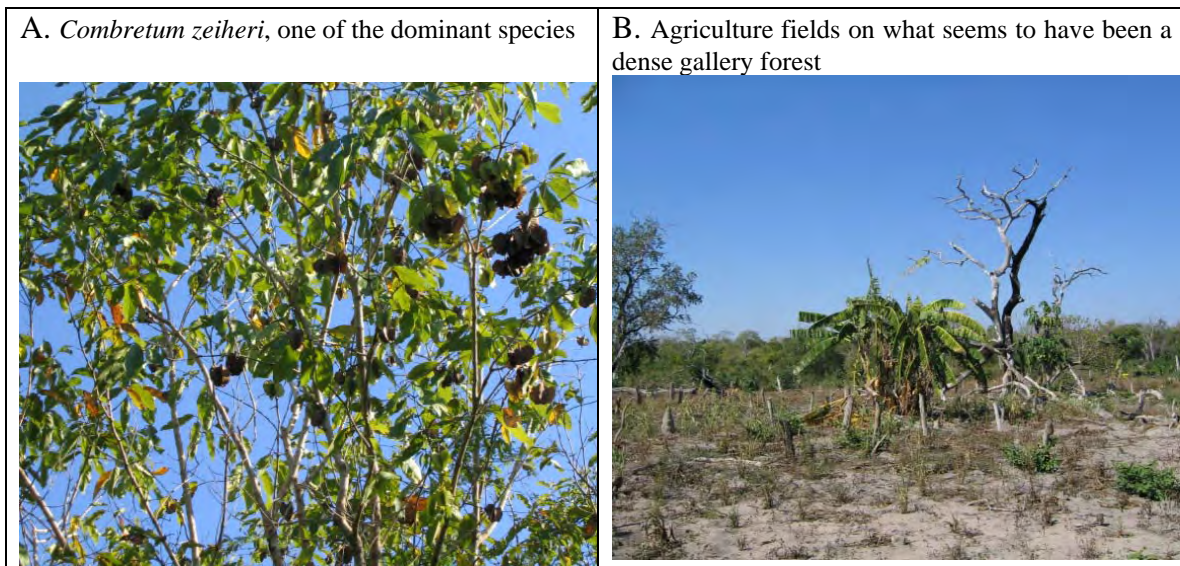 A. Combretum zeiheri, one of the dominant species
B. Agriculture fields on what seems to have been a
dense gallery forest